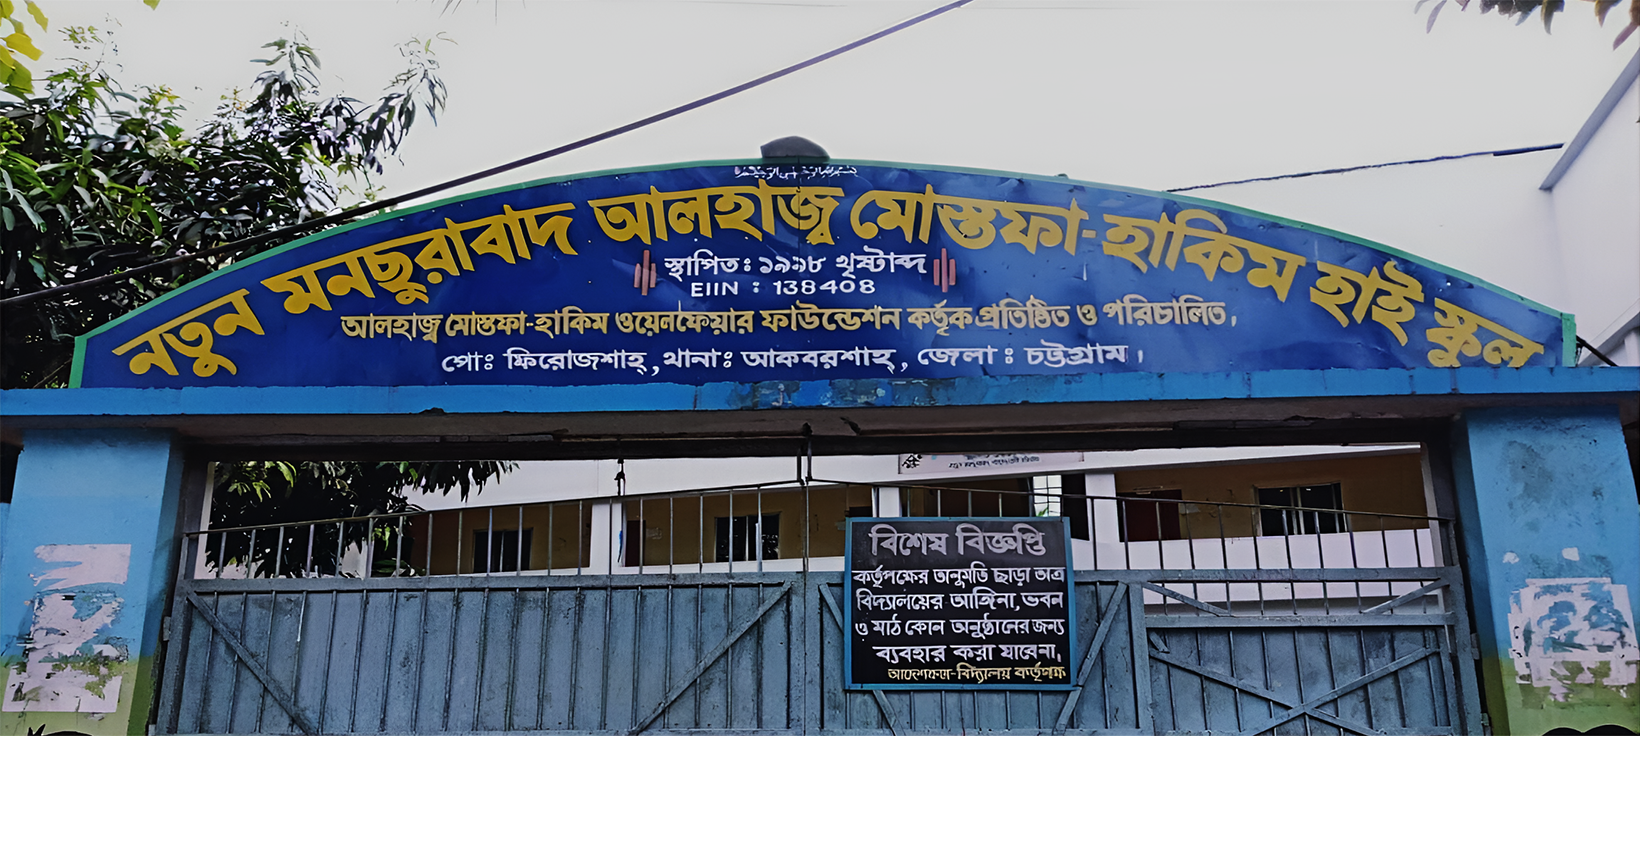 নতুন মনছুরাবাদ আলহাজ্ব মোস্তফা-হাকিম হাই স্কুল
স্থাপিত: ১৯৯৮ খৃষ্টাব্দ
EIIN : 138408
আলহাজ্ব মোস্তফা-হাকিম ওয়েলফেয়ার ফাউন্ডেশন কর্তৃক প্রতিষ্ঠিত ও পরিচালিত,
পোঃ ফিরোজশাহ্, থানাঃ আকবরশাহ্, জেলা : চট্টগ্রাম,
বিশেষ বিজ্ঞপ্তি
কর্তৃপক্ষের অনুমতি ছাড়া অত্র
বিদ্যালয়ের আঙ্গিনা, ভবন
ও মাঠ কোন অনুষ্ঠানের জন্য
ব্যবহার করা যাবেনা,
আদেশক্রমে-বিদ্যালয় কর্তৃপক্ষ